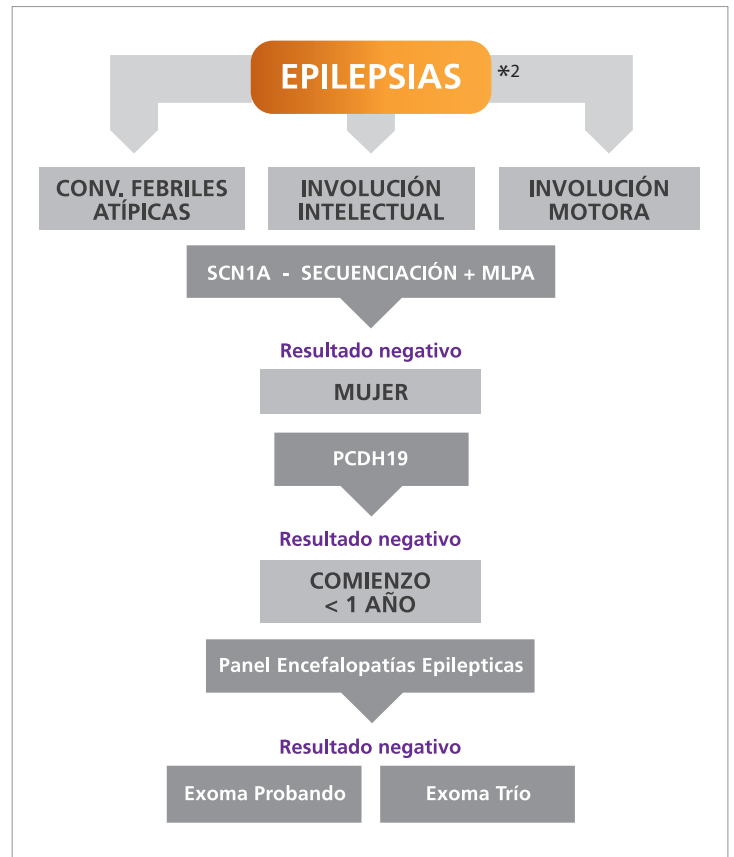 EPILEPSIAS *2
CONV. FEBRILES
ATÍPICAS
INVOLUCIÓN
INTELECTUAL
INVOLUCIÓN
MOTORA
SCN1A - SECUENCIACIÓN + MLPA
Resultado negativo
MUJER
PCDH19
Resultado negativo
COMIENZO
< 1 AÑO
Panel Encefalopatías Epilepticas
Resultado negativo
Exoma Probando
Exoma Trío